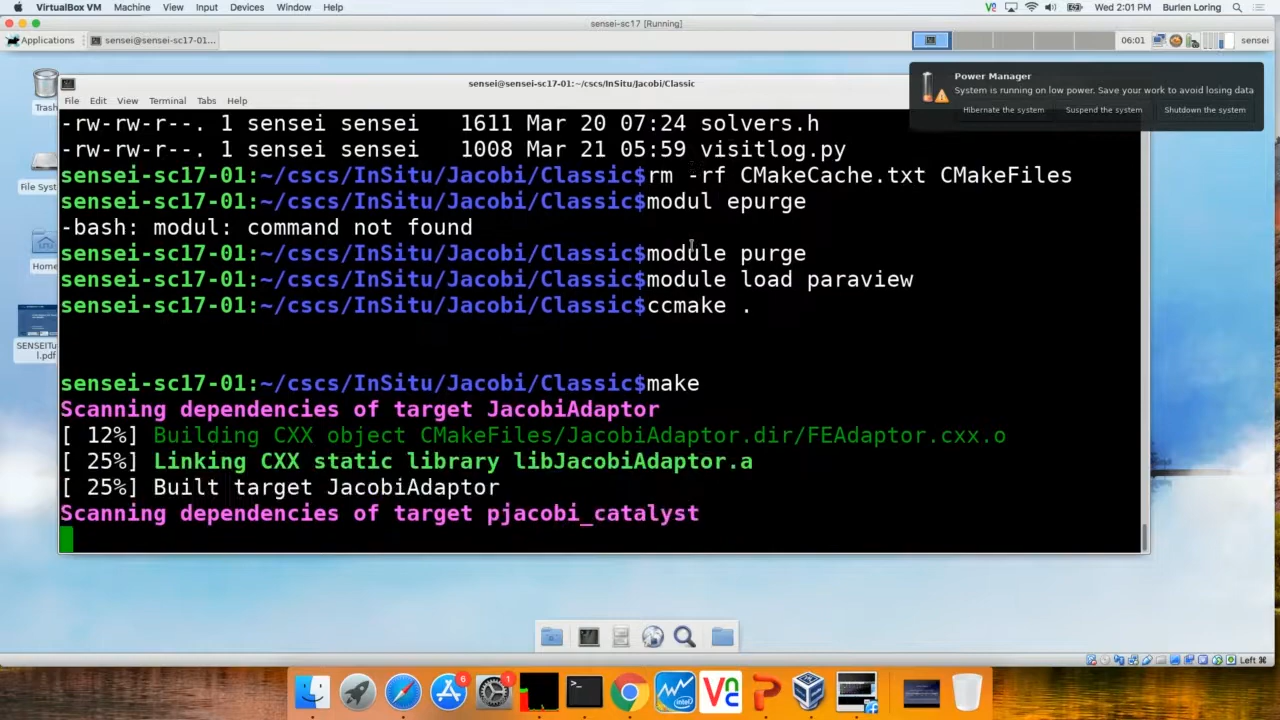 VirtualBox VM Machine View Input Devices Window Help
Wed 2:01 PM Burlen Loring
sensei-sc17 [Running]
Applications
sensei@sensei-sc17-01...
06:01
sensei
sensei@sensei-sc17-01:~/cscs/InSitu/Jacobi/Classic
File Edit View Terminal Tabs Help
Power Manager
System is running on low power. Save your work to avoid losing data
Hibernate the system Suspend the system Shutdown the system
Trash
File Sys
Home
SENSEITu
l.pdf
-rw-rw-r--. 1 sensei sensei 1611 Mar 20 07:24 solvers.h
-rw-rw-r--. 1 sensei sensei 1008 Mar 21 05:59 visitlog.py
sensei-sc17-01:~/cscs/InSitu/Jacobi/Classic$rm -rf CMakeCache.txt CMakeFiles
sensei-sc17-01:~/cscs/InSitu/Jacobi/Classic$modul epurge
-bash: modul: command not found
sensei-sc17-01:~/cscs/InSitu/Jacobi/Classic$module purge
sensei-sc17-01:~/cscs/InSitu/Jacobi/Classic$module load paraview
sensei-sc17-01:~/cscs/InSitu/Jacobi/Classic$ccmake .
sensei-sc17-01:~/cscs/InSitu/Jacobi/Classic$make
Scanning dependencies of target JacobiAdaptor
[ 12%] Building CXX object CMakeFiles/JacobiAdaptor.dir/FEAdaptor.cxx.o
[ 25%] Linking CXX static library libJacobiAdaptor.a
[ 25%] Built target JacobiAdaptor
Scanning dependencies of target pjacobi_catalyst
Left ⌘
6
1
intel